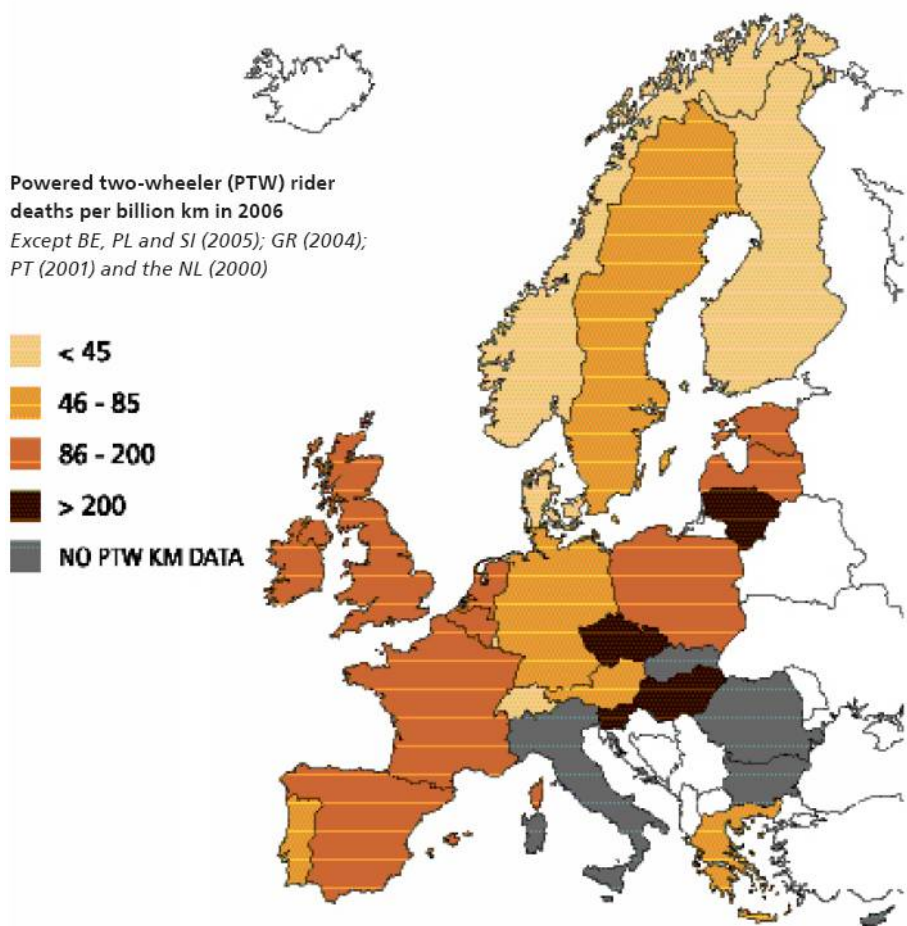 Powered two-wheeler (PTW) rider
deaths per billion km in 2006
Except BE, PL and SI (2005); GR (2004);
PT (2001) and the NL (2000)
< 45
46 - 85
86 - 200
> 200
NO PTW KM DATA